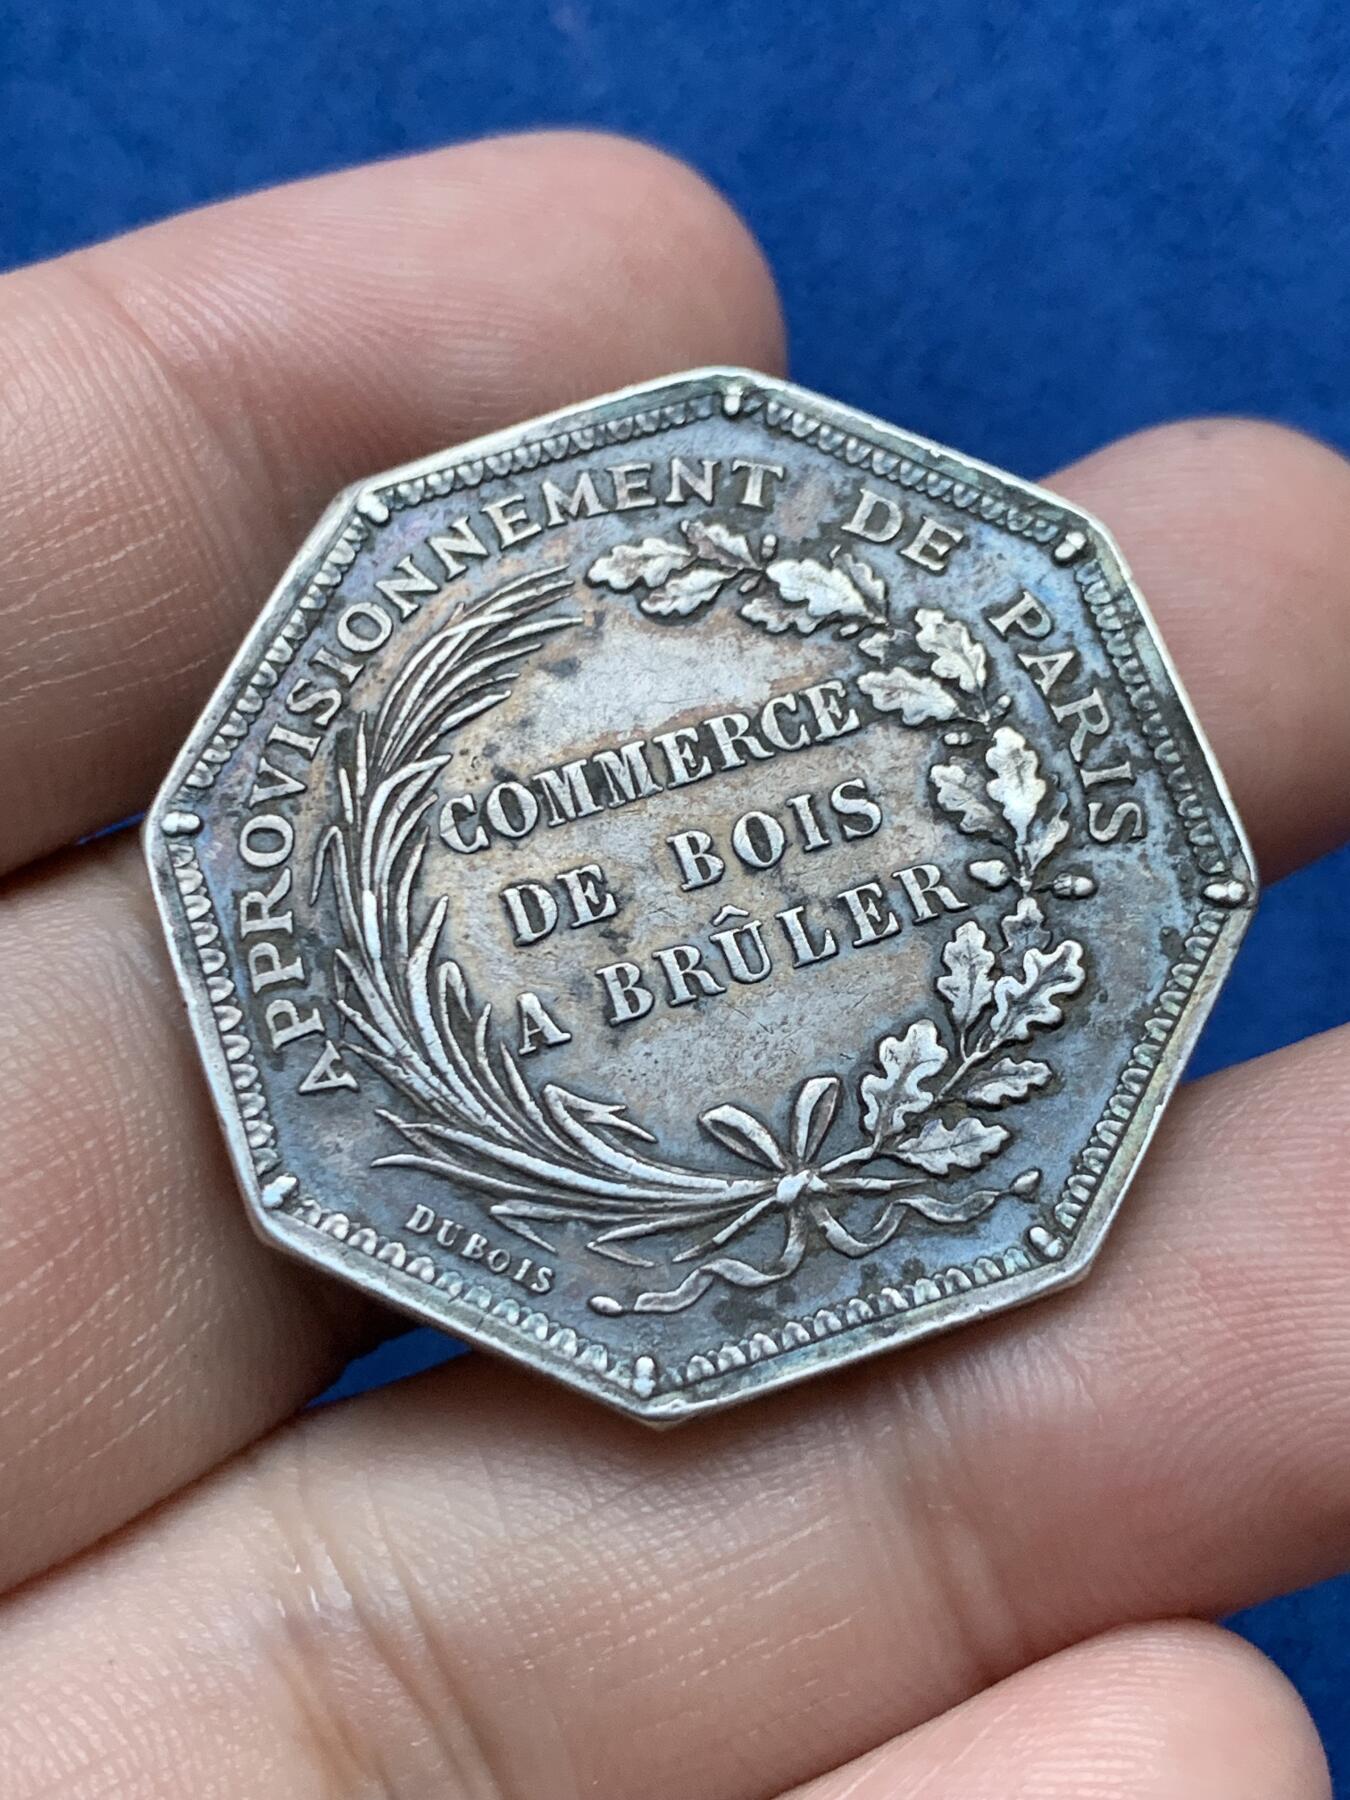 APPROVISIONNEMENT DE PARIS
COMMERCE
DE BOIS
A BRÛLER
DUBOIS